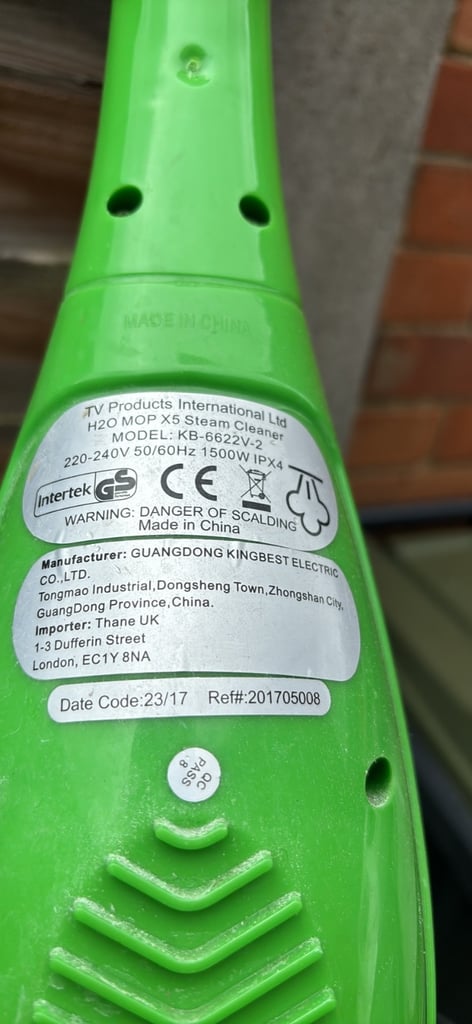 MADE IN CHINA
TV Products International Ltd
H2O MOP X5 Steam Cleaner
MODEL: KB-6622V-2
220-240V 50/60Hz 1500W IPX4
Intertek GS CE
WARNING: DANGER OF SCALDING
Made in China
Manufacturer: GUANGDONG KINGBEST ELECTRIC
CO.,LTD.
Tongmao Industrial,Dongsheng Town,Zhongshan City,
GuangDong Province,China.
Importer: Thane UK
1-3 Dufferin Street
London, EC1Y 8NA
Date Code:23/17 Ref#:201705008
QC
PASS
8